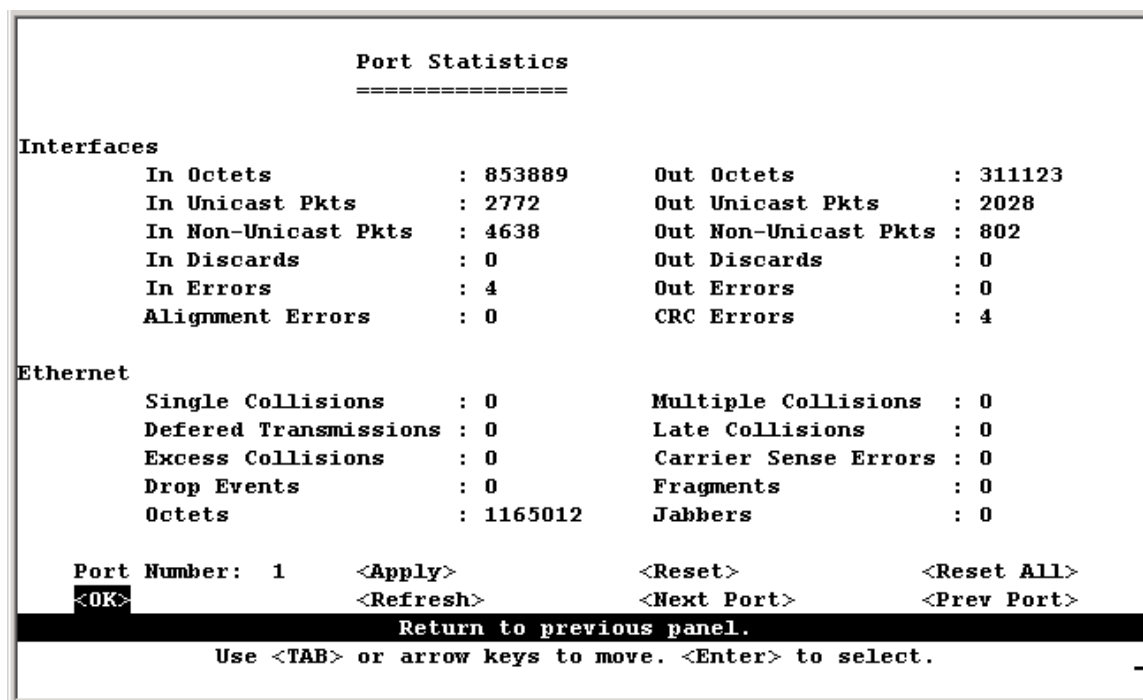 Port Statistics
===============
Interfaces
In Octets : 853889 Out Octets : 311123
In Unicast Pkts : 2772 Out Unicast Pkts : 2028
In Non-Unicast Pkts : 4638 Out Non-Unicast Pkts : 802
In Discards : 0 Out Discards : 0
In Errors : 4 Out Errors : 0
Alignment Errors : 0 CRC Errors : 4
Ethernet
Single Collisions : 0 Multiple Collisions : 0
Defered Transmissions : 0 Late Collisions : 0
Excess Collisions : 0 Carrier Sense Errors : 0
Drop Events : 0 Fragments : 0
Octets : 1165012 Jabbers : 0
Port Number: 1 <Apply> <Reset> <Reset All>
<OK> <Refresh> <Next Port> <Prev Port>
Return to previous panel.
Use <TAB> or arrow keys to move. <Enter> to select.